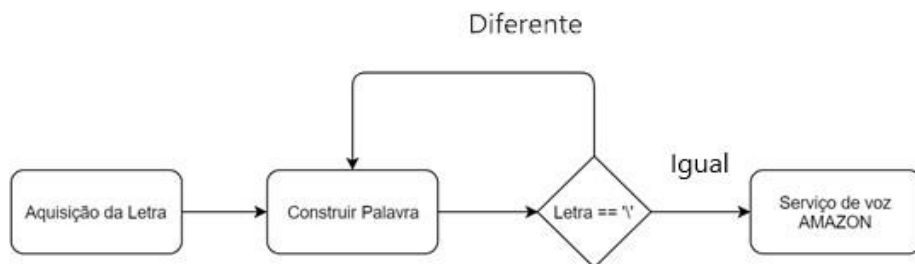 Diferente
Igual
Aquisição da Letra
Construir Palavra
Letra == '\'
Serviço de voz
AMAZON